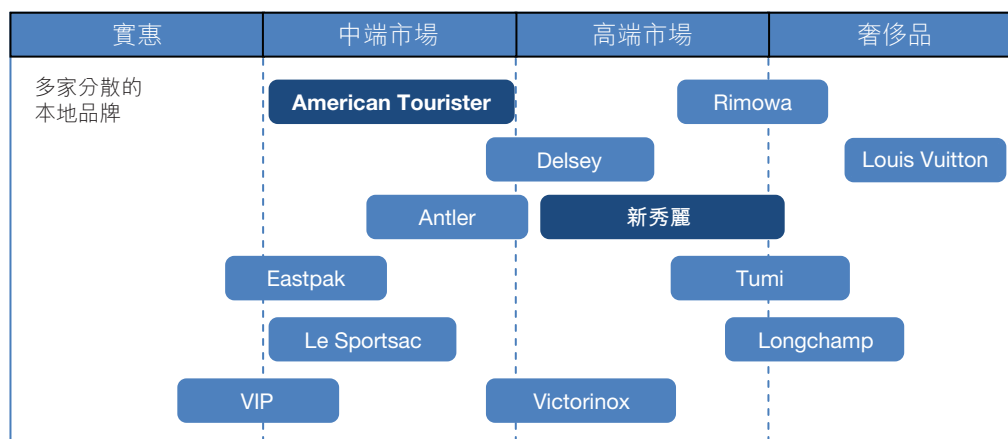 實惠
中端市場
高端市場
奢侈品
多家分散的
本地品牌
American Tourister
Rimowa
Delsey
Louis Vuitton
Antler
新秀麗
Eastpak
Tumi
Le Sportsac
Longchamp
VIP
Victorinox